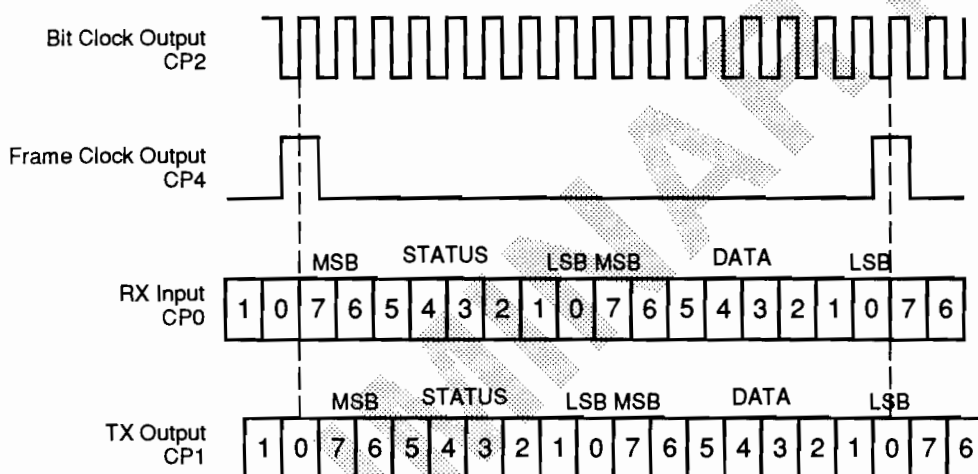 Bit Clock Output
CP2
Frame Clock Output
CP4
MSB STATUS LSB MSB DATA LSB
RX Input
CP0
1 0 7 6 5 4 3 2 1 0 7 6 5 4 3 2 1 0 7 6
MSB STATUS LSB MSB DATA LSB
TX Output
CP1
1 0 7 6 5 4 3 2 1 0 7 6 5 4 3 2 1 0 7 6